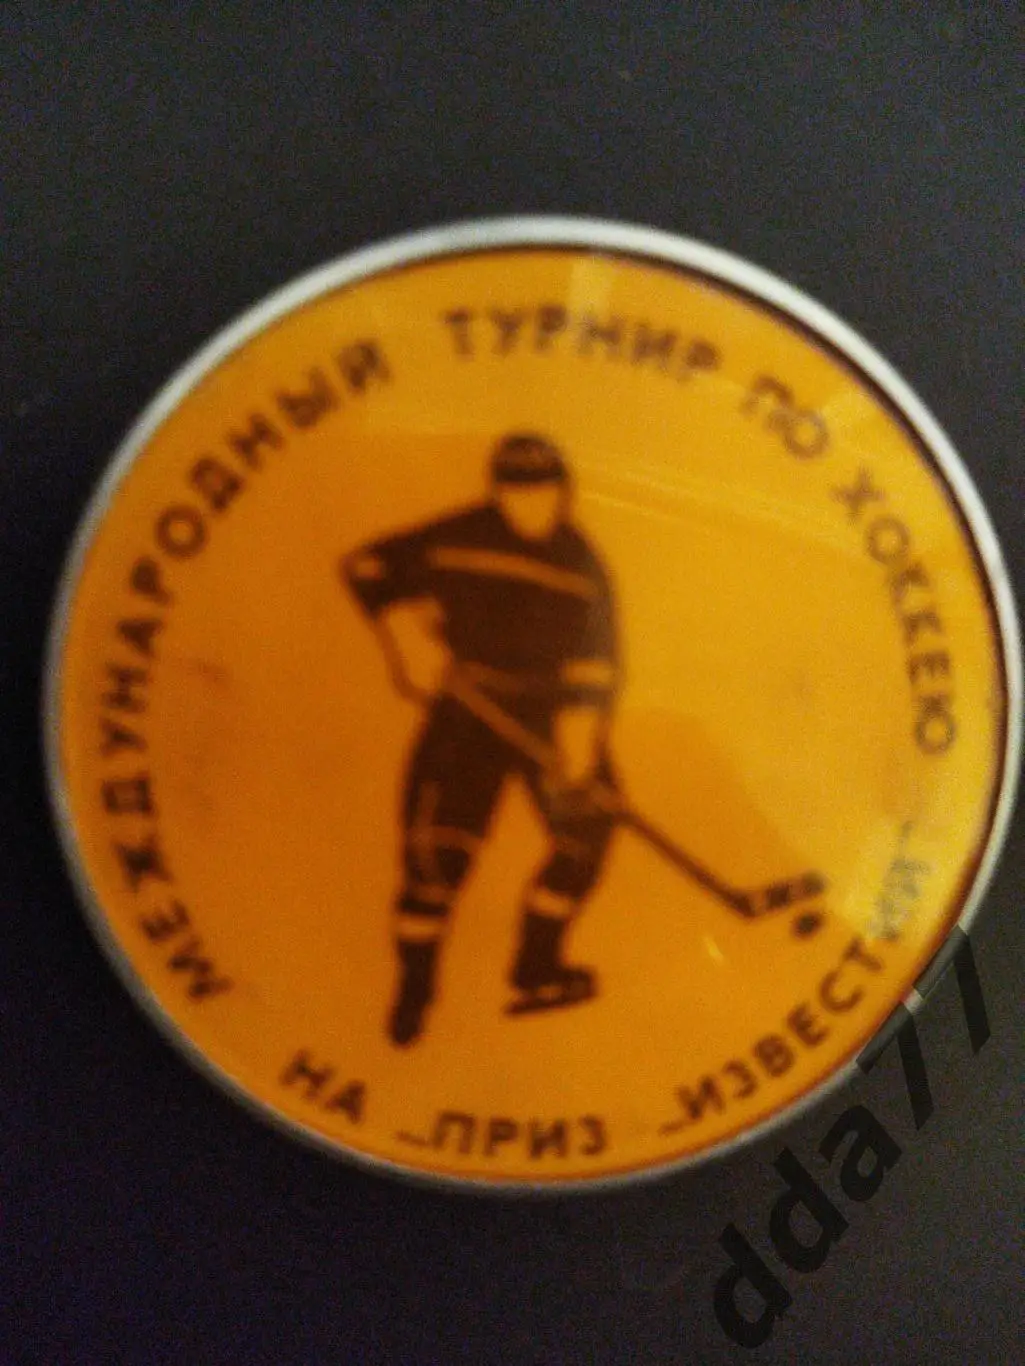 МЕЖДУНАРОДНЫЙ ТУРНИР ПО ХОККЕЮ
НА „ПРИЗ „ИЗВЕСТИЙ"
dda77